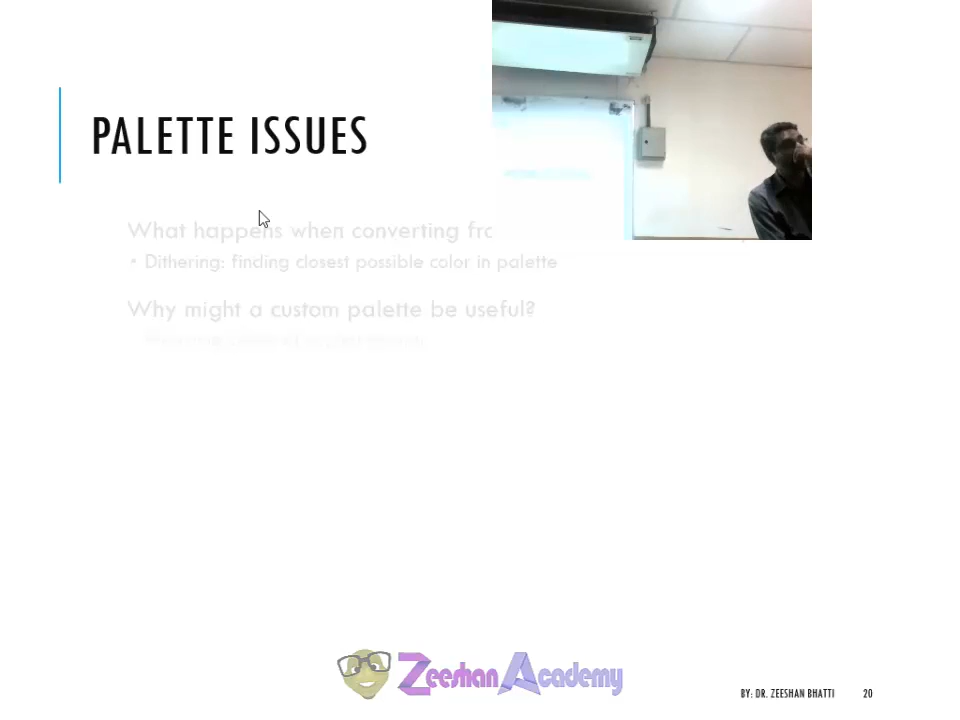 PALETTE ISSUES
What happens when converting fro
• Dithering: finding closest possible color in palette
Why might a custom palette be useful?
Zeeshan Academy
BY: DR. ZEESHAN BHATTI 20